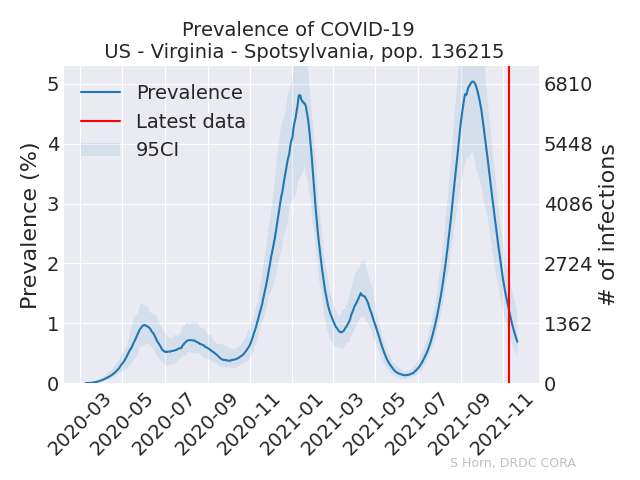 Prevalence of COVID-19
US - Virginia - Spotsylvania, pop. 136215
Prevalence
Latest data
95CI
Prevalence (%)
5
4
3
2
1
0
6810
5448
4086
2724
1362
0
# of infections
2020-03
2020-05
2020-07
2020-09
2020-11
2021-01
2021-03
2021-05
2021-07
2021-09
2021-11
S Horn, DRDC CORA